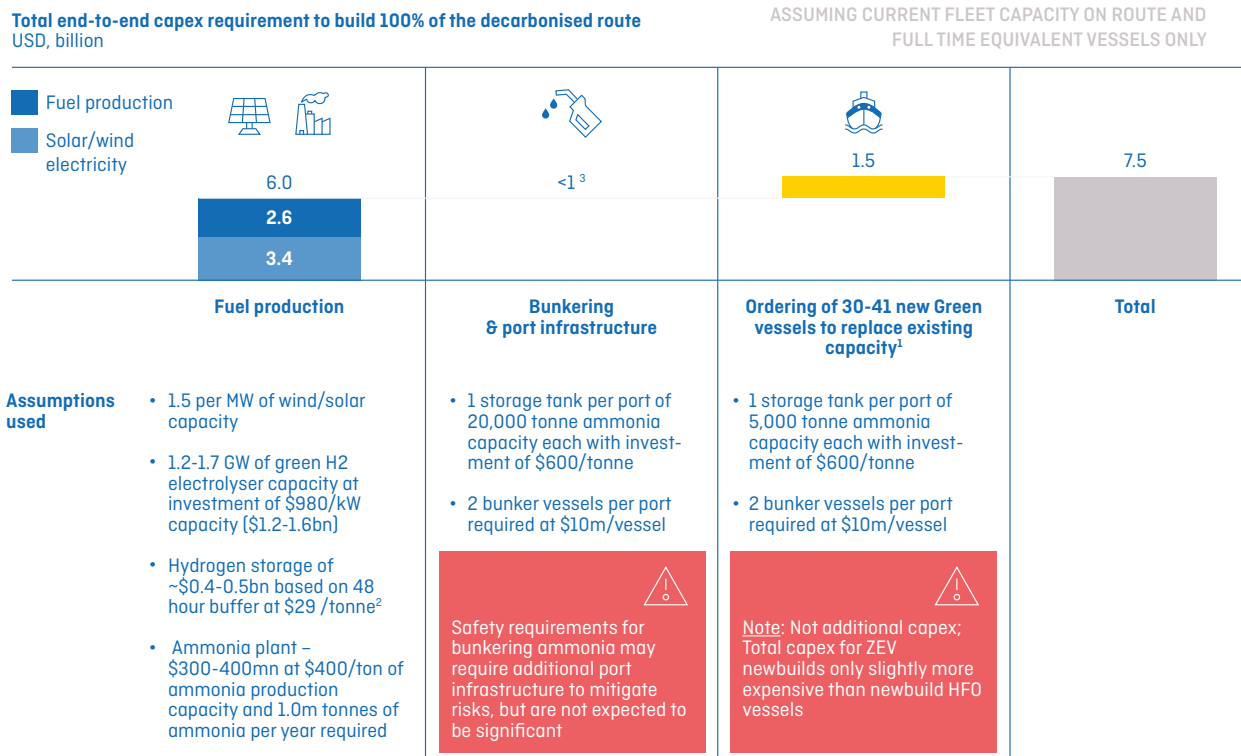 Total end-to-end capex requirement to build 100% of the decarbonised route
USD, billion
ASSUMING CURRENT FLEET CAPACITY ON ROUTE AND
FULL TIME EQUIVALENT VESSELS ONLY
Fuel production
Solar/wind
electricity
6.0
2.6
3.4
<1 3
1.5
7.5
Fuel production
Bunkering
& port infrastructure
Ordering of 30-41 new Green
vessels to replace existing
capacity1
Total
Assumptions
used
• 1.5 per MW of wind/solar
capacity
• 1.2-1.7 GW of green H2
electrolyser capacity at
investment of $980/kW
capacity ($1.2-1.6bn)
• Hydrogen storage of
~$0.4-0.5bn based on 48
hour buffer at $29 /tonne2
• Ammonia plant –
$300-400mn at $400/ton of
ammonia production
capacity and 1.0m tonnes of
ammonia per year required
• 1 storage tank per port of
20,000 tonne ammonia
capacity each with invest-
ment of $600/tonne
• 2 bunker vessels per port
required at $10m/vessel
Safety requirements for
bunkering ammonia may
require additional port
infrastructure to mitigate
risks, but are not expected to
be significant
• 1 storage tank per port of
5,000 tonne ammonia
capacity each with invest-
ment of $600/tonne
• 2 bunker vessels per port
required at $10m/vessel
Note: Not additional capex;
Total capex for ZEV
newbuilds only slightly more
expensive than newbuild HFO
vessels